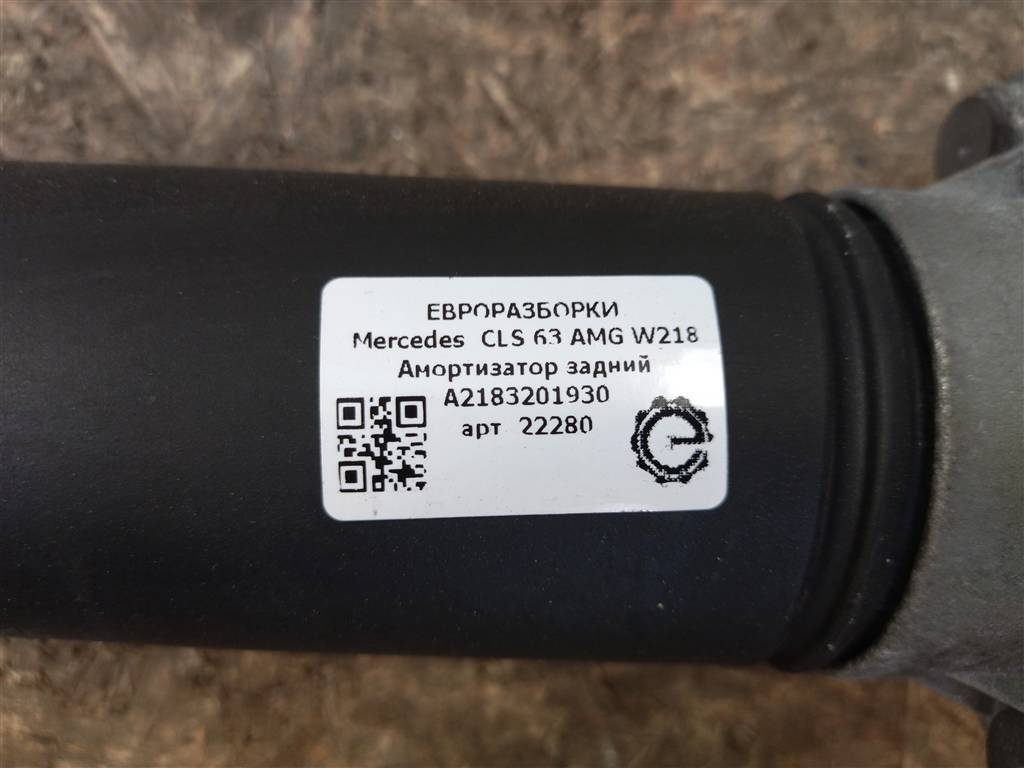 ЕВРОРАЗБОРКИ
Mercedes CLS 63 AMG W218
Амортизатор задний
A2183201930
арт 22280